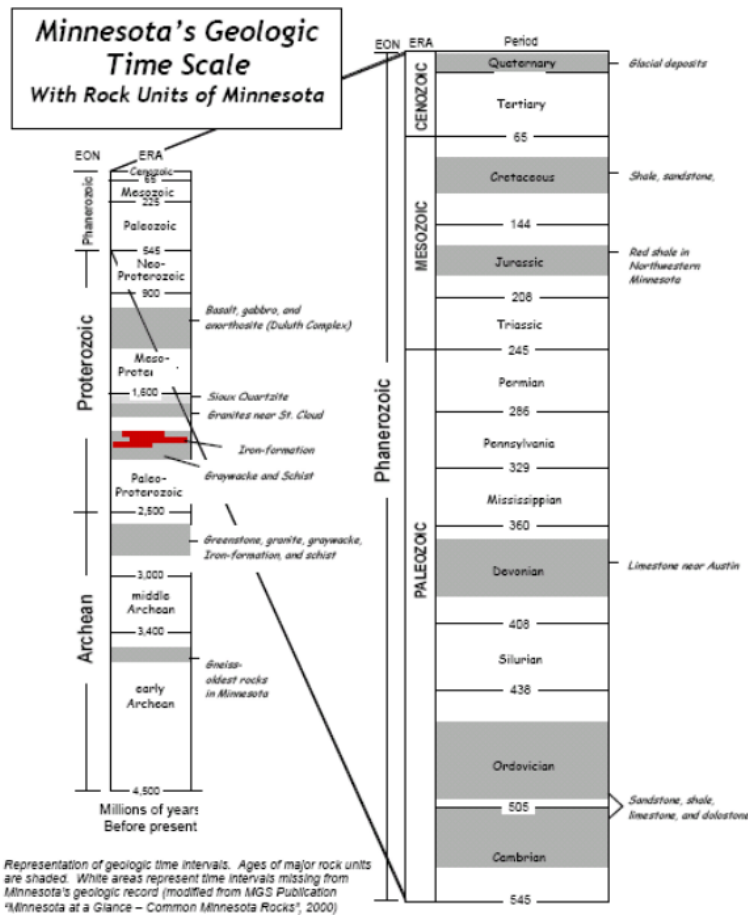 Minnesota's Geologic
Time Scale
With Rock Units of Minnesota
EON ERA
Cenozoic
65
Mesozoic
225
Paleozoic
545
Neo-
Proterozoic
900
Meso-
Proter
1,600
Paleo-
Proterozoic
2,500
3,000
middle
Archean
3,400
early
Archean
4,500
Phanerozoic
Proterozoic
Archean
Basalt, gabbro, and
anorthosite (Duluth Complex)
Sioux Quartzite
Granites near St. Cloud
Iron-formation
Graywacke and Schist
Greenstone, granite, graywacke,
Iron-formation, and schist
Gneiss-
oldest rocks
in Minnesota
Millions of years
Before present
EON ERA Period
Phanerozoic
CENOZOIC
MESOZOIC
PALEOZOIC
Quaternary
Tertiary
65
Cretaceous
144
Jurassic
208
Triassic
245
Permian
286
Pennsylvania
329
Mississippian
360
Devonian
408
Silurian
438
Ordovician
505
Cambrian
545
Glacial deposits
Shale, sandstone,
Red shale in
Northwestern
Minnesota
Limestone near Austin
Sandstone, shale,
limestone, and dolostone
Representation of geologic time intervals. Ages of major rock units
are shaded. White areas represent time intervals missing from
Minnesota's geologic record (modified from MGS Publication
"Minnesota at a Glance – Common Minnesota Rocks", 2000)